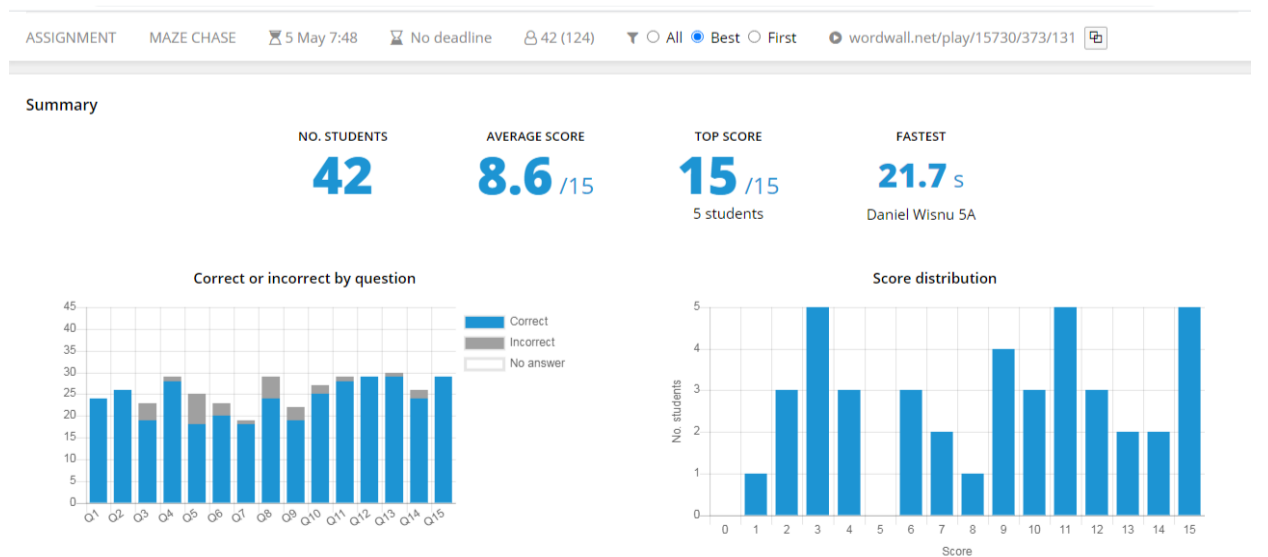 ASSIGNMENT MAZE CHASE 5 May 7:48 No deadline 42 (124) All Best First wordwall.net/play/15730/373/131
Summary
NO. STUDENTS AVERAGE SCORE TOP SCORE FASTEST
42 8.6 /15 15 /15 21.7 s
5 students Daniel Wisnu 5A
Correct or incorrect by question
45
40
35
30
25
20
15
10
5
0
Q1 Q2 Q3 Q4 Q5 Q6 Q7 Q8 Q9 Q10 Q11 Q12 Q13 Q14 Q15
Correct
Incorrect
No answer
Score distribution
No. students
5
4
3
2
1
0
0 1 2 3 4 5 6 7 8 9 10 11 12 13 14 15
Score